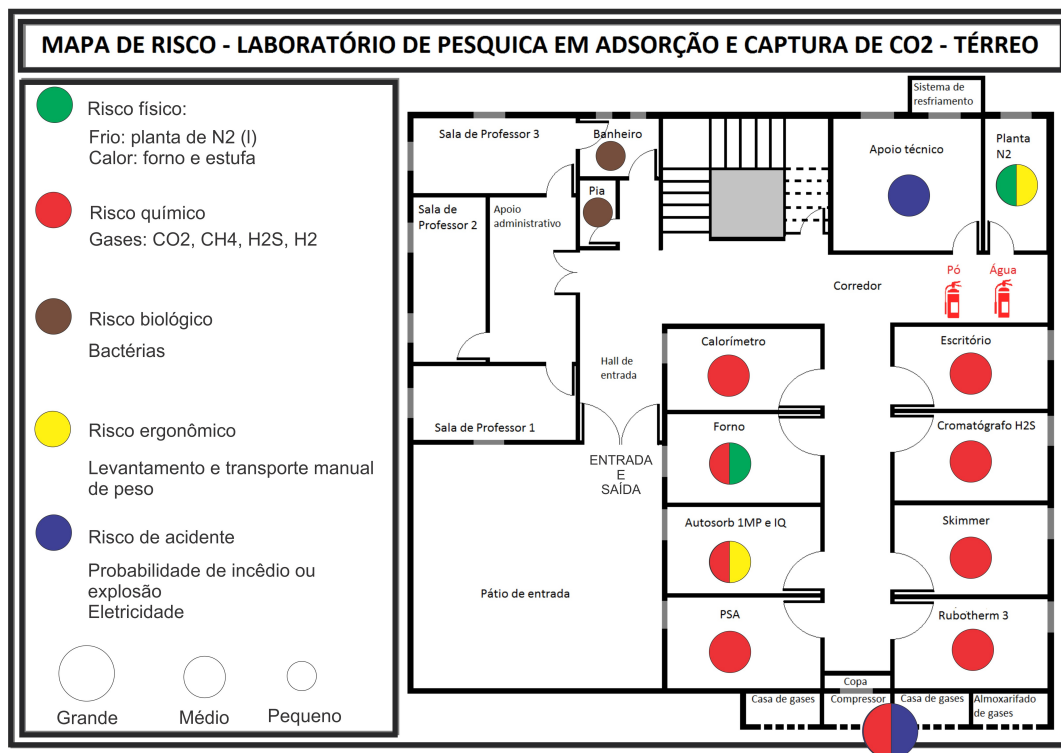 MAPA DE RISCO - LABORATÓRIO DE PESQUICA EM ADSORÇÃO E CAPTURA DE CO2 - TÉRREO
Risco físico:
Frio: planta de N2 (l)
Calor: forno e estufa
Risco químico
Gases: CO2, CH4, H2S, H2
Risco biológico
Bactérias
Risco ergonômico
Levantamento e transporte manual
de peso
Risco de acidente
Probabilidade de incêdio ou
explosão
Eletricidade
Grande
Médio
Pequeno
Sistema de
resfriamento
Sala de Professor 3
Banheiro
Apoio técnico
Planta
N2
Pia
Sala de
Professor 2
Apoio
administrativo
Pó
Água
Corredor
Calorímetro
Escritório
Hall de
entrada
Sala de Professor 1
Forno
Cromatógrafo H2S
ENTRADA
E
SAÍDA
Autosorb 1MP e IQ
Skimmer
Pátio de entrada
PSA
Rubotherm 3
Copa
Casa de gases
Compressor
Casa de gases
Almoxarifado
de gases